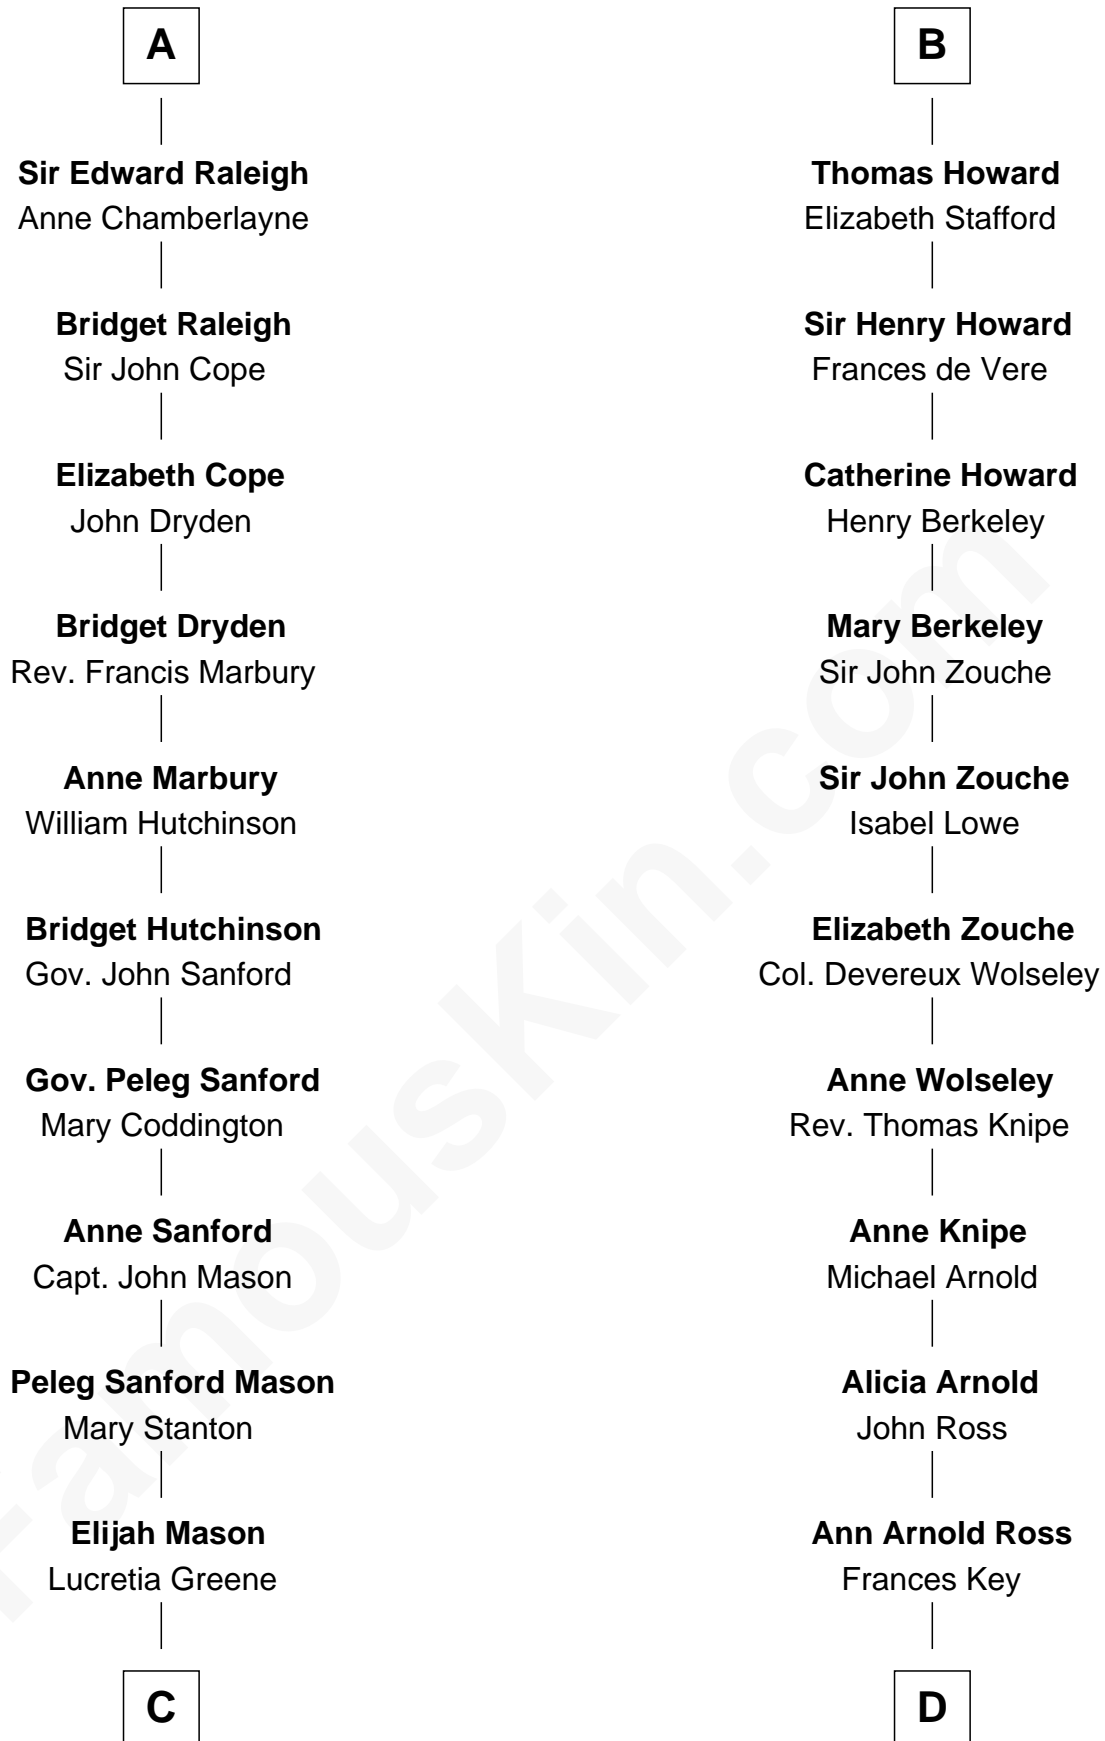 A
Sir Edward Raleigh
Anne Chamberlayne
Bridget Raleigh
Sir John Cope
Elizabeth Cope
John Dryden
Bridget Dryden
Rev. Francis Marbury
Anne Marbury
William Hutchinson
Bridget Hutchinson
Gov. John Sanford
Gov. Peleg Sanford
Mary Coddington
Anne Sanford
Capt. John Mason
Peleg Sanford Mason
Mary Stanton
Elijah Mason
Lucretia Greene
C
B
Thomas Howard
Elizabeth Stafford
Sir Henry Howard
Frances de Vere
Catherine Howard
Henry Berkeley
Mary Berkeley
Sir John Zouche
Sir John Zouche
Isabel Lowe
Elizabeth Zouche
Col. Devereux Wolseley
Anne Wolseley
Rev. Thomas Knipe
Anne Knipe
Michael Arnold
Alicia Arnold
John Ross
Ann Arnold Ross
Frances Key
D
FamousKin.com